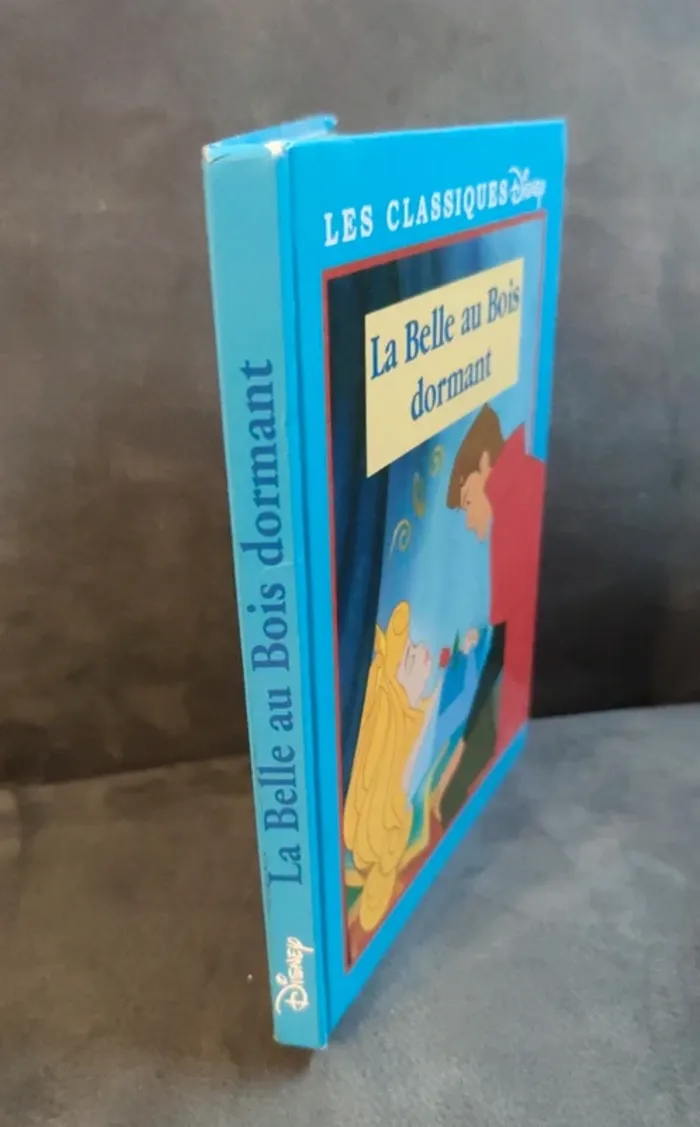 LES CLASSIQUES Disney
La Belle au Bois
dormant
La Belle au Bois dormant
DISNEY